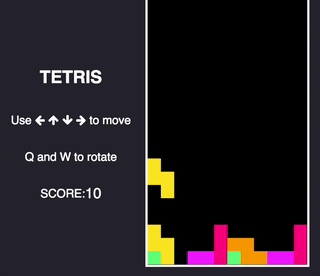 TETRIS
Use 🡰 🡱 🡳 🡲 to move
Q and W to rotate
SCORE:10